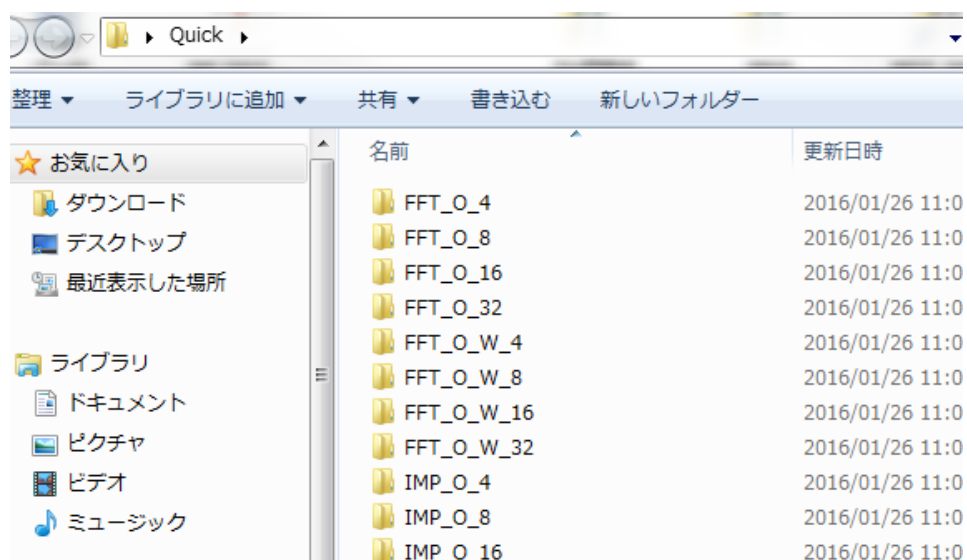 Quick
整理 ライブラリに追加 共有 書き込む 新しいフォルダー
お気に入り
ダウンロード
デスクトップ
最近表示した場所
ライブラリ
ドキュメント
ピクチャ
ビデオ
ミュージック
名前 更新日時
FFT_O_4 2016/01/26 11:0
FFT_O_8 2016/01/26 11:0
FFT_O_16 2016/01/26 11:0
FFT_O_32 2016/01/26 11:0
FFT_O_W_4 2016/01/26 11:0
FFT_O_W_8 2016/01/26 11:0
FFT_O_W_16 2016/01/26 11:0
FFT_O_W_32 2016/01/26 11:0
IMP_O_4 2016/01/26 11:0
IMP_O_8 2016/01/26 11:0
IMP_O_16 2016/01/26 11:0